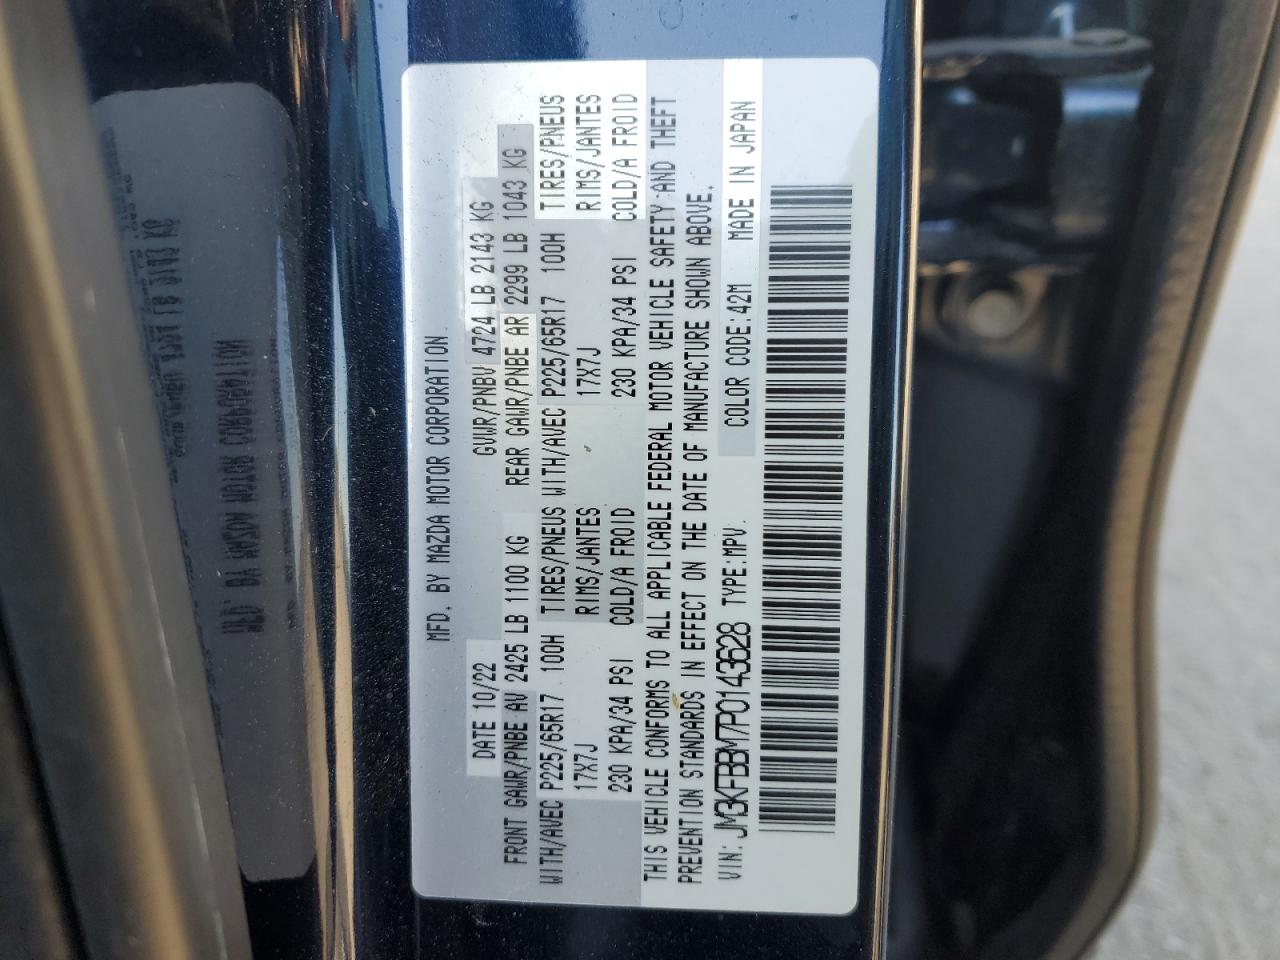 MFD. BY MAZDA MOTOR CORPORATION.
DATE 10/22 GVWR/PNBV 4724 LB 2143 KG
FRONT GAWR/PNBE AV 2425 LB 1100 KG REAR GAWR/PNBE AR 2299 LB 1043 KG
WITH/AVEC P225/65R17 100H TIRES/PNEUS WITH/AVEC P225/65R17 100H TIRES/PNEUS
17X7J RIMS/JANTES 17X7J RIMS/JANTES
230 KPA/34 PSI COLD/A FROID 230 KPA/34 PSI COLD/A FROID
THIS VEHICLE CONFORMS TO ALL APPLICABLE FEDERAL MOTOR VEHICLE SAFETY AND THEFT
PREVENTION STANDARDS IN EFFECT ON THE DATE OF MANUFACTURE SHOWN ABOVE.
VIN: JM3KFBBM7P0143628 TYPE:MPV. COLOR CODE:42M MADE IN JAPAN